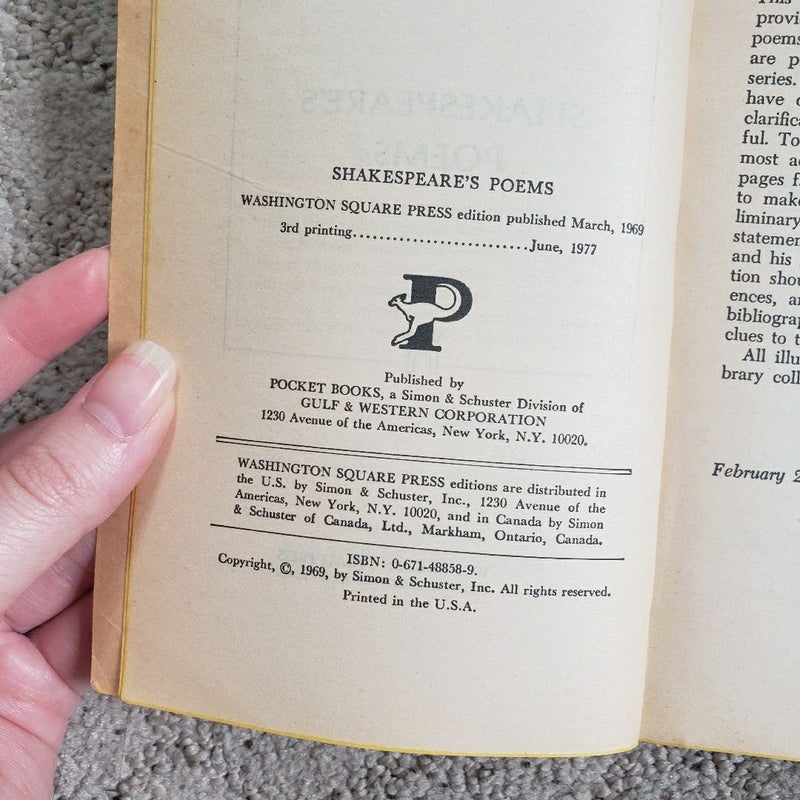 SHAKESPEARE'S POEMS
WASHINGTON SQUARE PRESS edition published March, 1969
3rd printing..........................June, 1977
P
Published by
POCKET BOOKS, a Simon & Schuster Division of
GULF & WESTERN CORPORATION
1230 Avenue of the Americas, New York, N.Y. 10020.
WASHINGTON SQUARE PRESS editions are distributed in
the U.S. by Simon & Schuster, Inc., 1230 Avenue of the
Americas, New York, N.Y. 10020, and in Canada by Simon
& Schuster of Canada, Ltd., Markham, Ontario, Canada.
ISBN: 0-671-48858-9.
Copyright, ©, 1969, by Simon & Schuster, Inc. All rights reserved.
Printed in the U.S.A.
This
provi
poems
are p
series.
have
clarifica
ful. To
most a
pages f
to make
liminary
statemen
and his
tion shou
ences, a
bibliograp
clues to t
All illu
brary coll
February 2